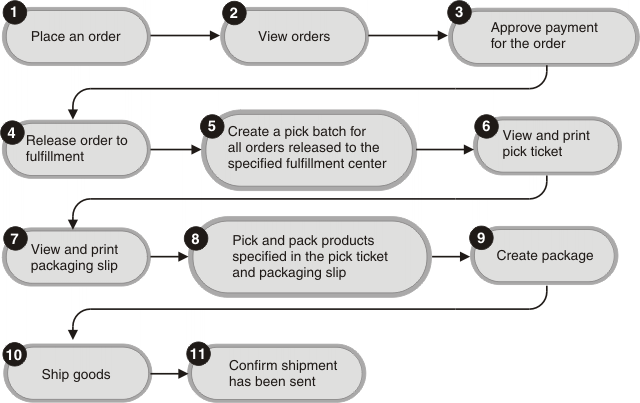 1
Place an order
2
View orders
3
Approve payment
for the order
4
Release order to
fulfillment
5
Create a pick batch for
all orders released to the
specified fulfillment center
6
View and print
pick ticket
7
View and print
packaging slip
8
Pick and pack products
specified in the pick ticket
and packaging slip
9
Create package
10
Ship goods
11
Confirm shipment
has been sent